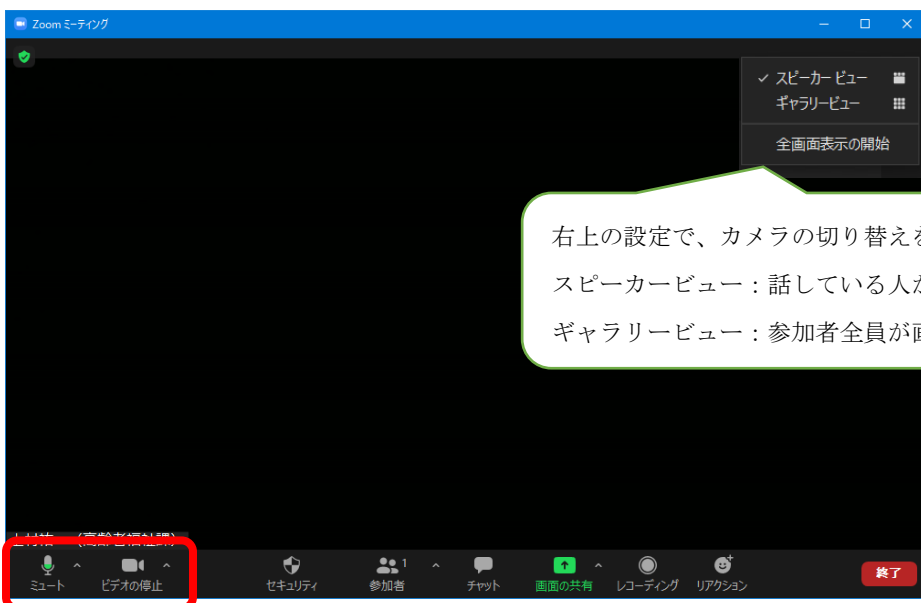 Zoom ミーティング
スピーカー ビュー
ギャラリービュー
全画面表示の開始
右上の設定で、カメラの切り替え
スピーカービュー：話している人
ギャラリービュー：参加者全員が
(高齢者福祉課)
ミュート
ビデオの停止
セキュリティ
1
参加者
チャット
画面の共有
レコーディング
リアクション
終了